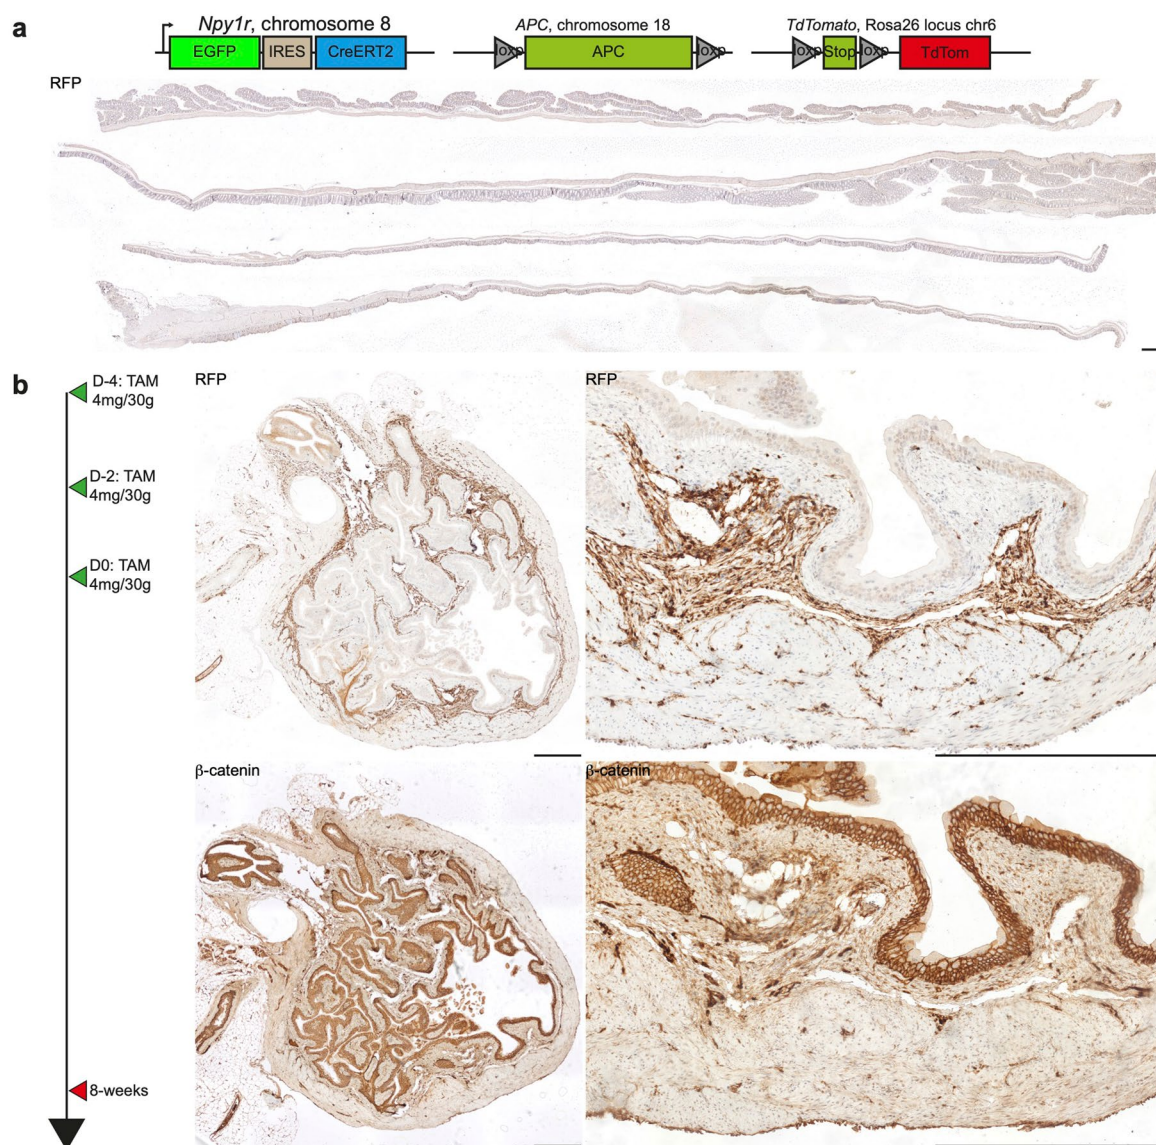 a
Npy1r, chromosome 8
APC, chromosome 18
TdTomato, Rosa26 locus chr6
EGFP
IRES
CreERT2
loxp
APC
loxp
loxp
Stop
loxp
TdTom
RFP
b
D-4: TAM
4mg/30g
D-2: TAM
4mg/30g
D0: TAM
4mg/30g
8-weeks
RFP
RFP
β-catenin
β-catenin